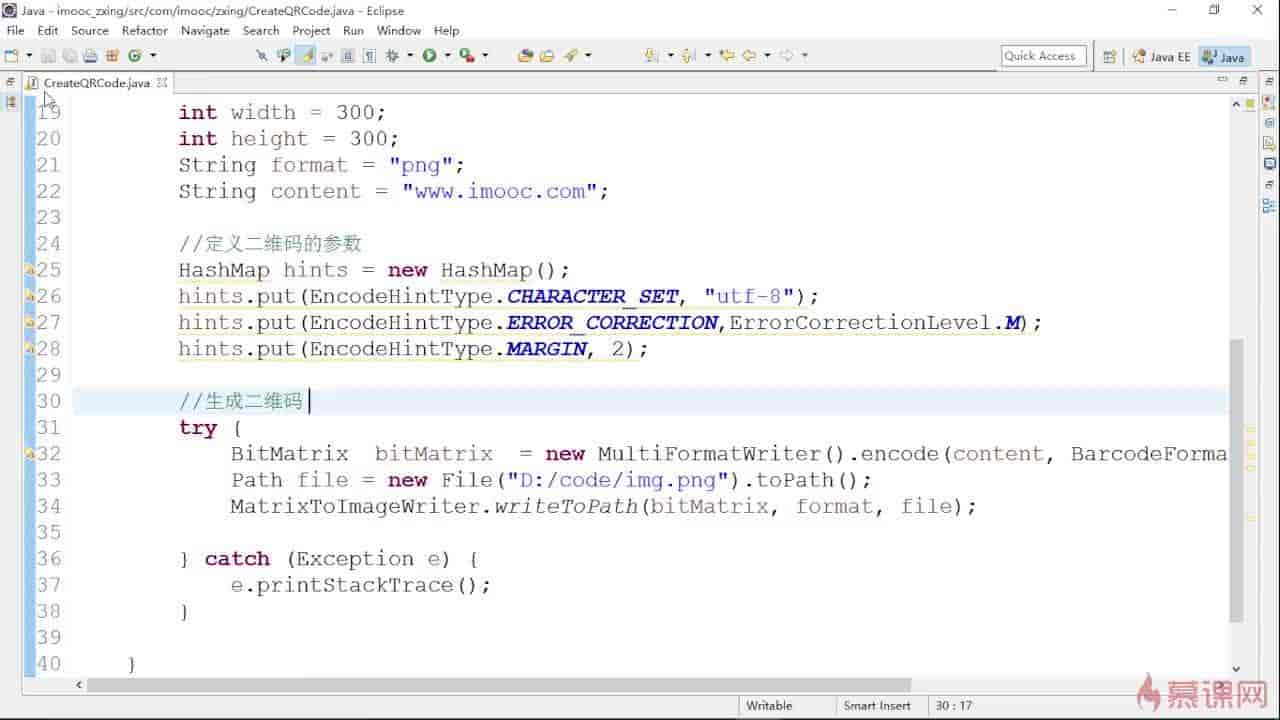 Java - imooc_zxing/src/com/imooc/zxing/CreateQRCode.java - Eclipse
File Edit Source Refactor Navigate Search Project Run Window Help
Quick Access Java EE Java
CreateQRCode.java
19 int width = 300;
20 int height = 300;
21 String format = "png";
22 String content = "www.imooc.com";
23
24 //定义二维码的参数
25 HashMap hints = new HashMap();
26 hints.put(EncodeHintType.CHARACTER_SET, "utf-8");
27 hints.put(EncodeHintType.ERROR_CORRECTION,ErrorCorrectionLevel.M);
28 hints.put(EncodeHintType.MARGIN, 2);
29
30 //生成二维码
31 try {
32 BitMatrix bitMatrix = new MultiFormatWriter().encode(content, BarcodeForma
33 Path file = new File("D:/code/img.png").toPath();
34 MatrixToImageWriter.writeToPath(bitMatrix, format, file);
35
36 } catch (Exception e) {
37 e.printStackTrace();
38 }
39
40 }
Writable Smart Insert 30 : 17
慕课网